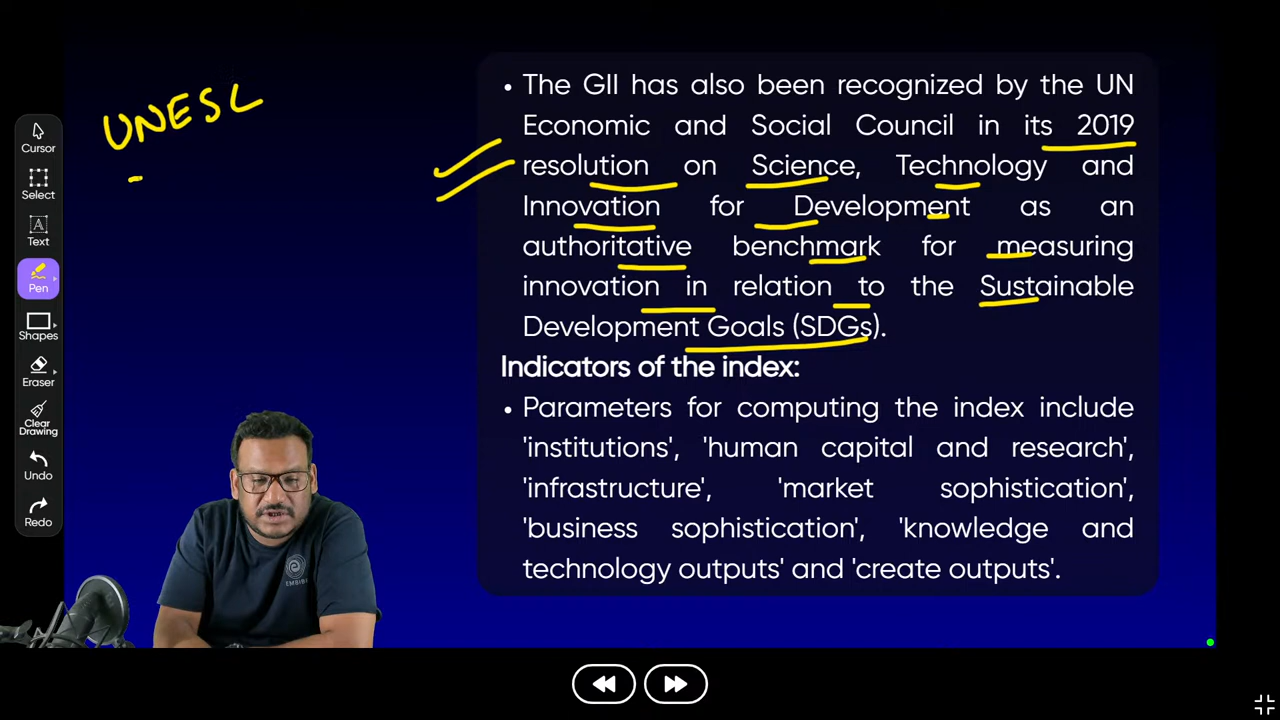 UNESC
Cursor
Select
Text
Pen
Shapes
Eraser
Clear
Drawing
Undo
Redo
• The GII has also been recognized by the UN
Economic and Social Council in its 2019
resolution on Science, Technology and
Innovation for Development as an
authoritative benchmark for measuring
innovation in relation to the Sustainable
Development Goals (SDGs).
Indicators of the index:
• Parameters for computing the index include
'institutions', 'human capital and research',
'infrastructure', 'market sophistication',
'business sophistication', 'knowledge and
technology outputs' and 'create outputs'.
EMBIBE